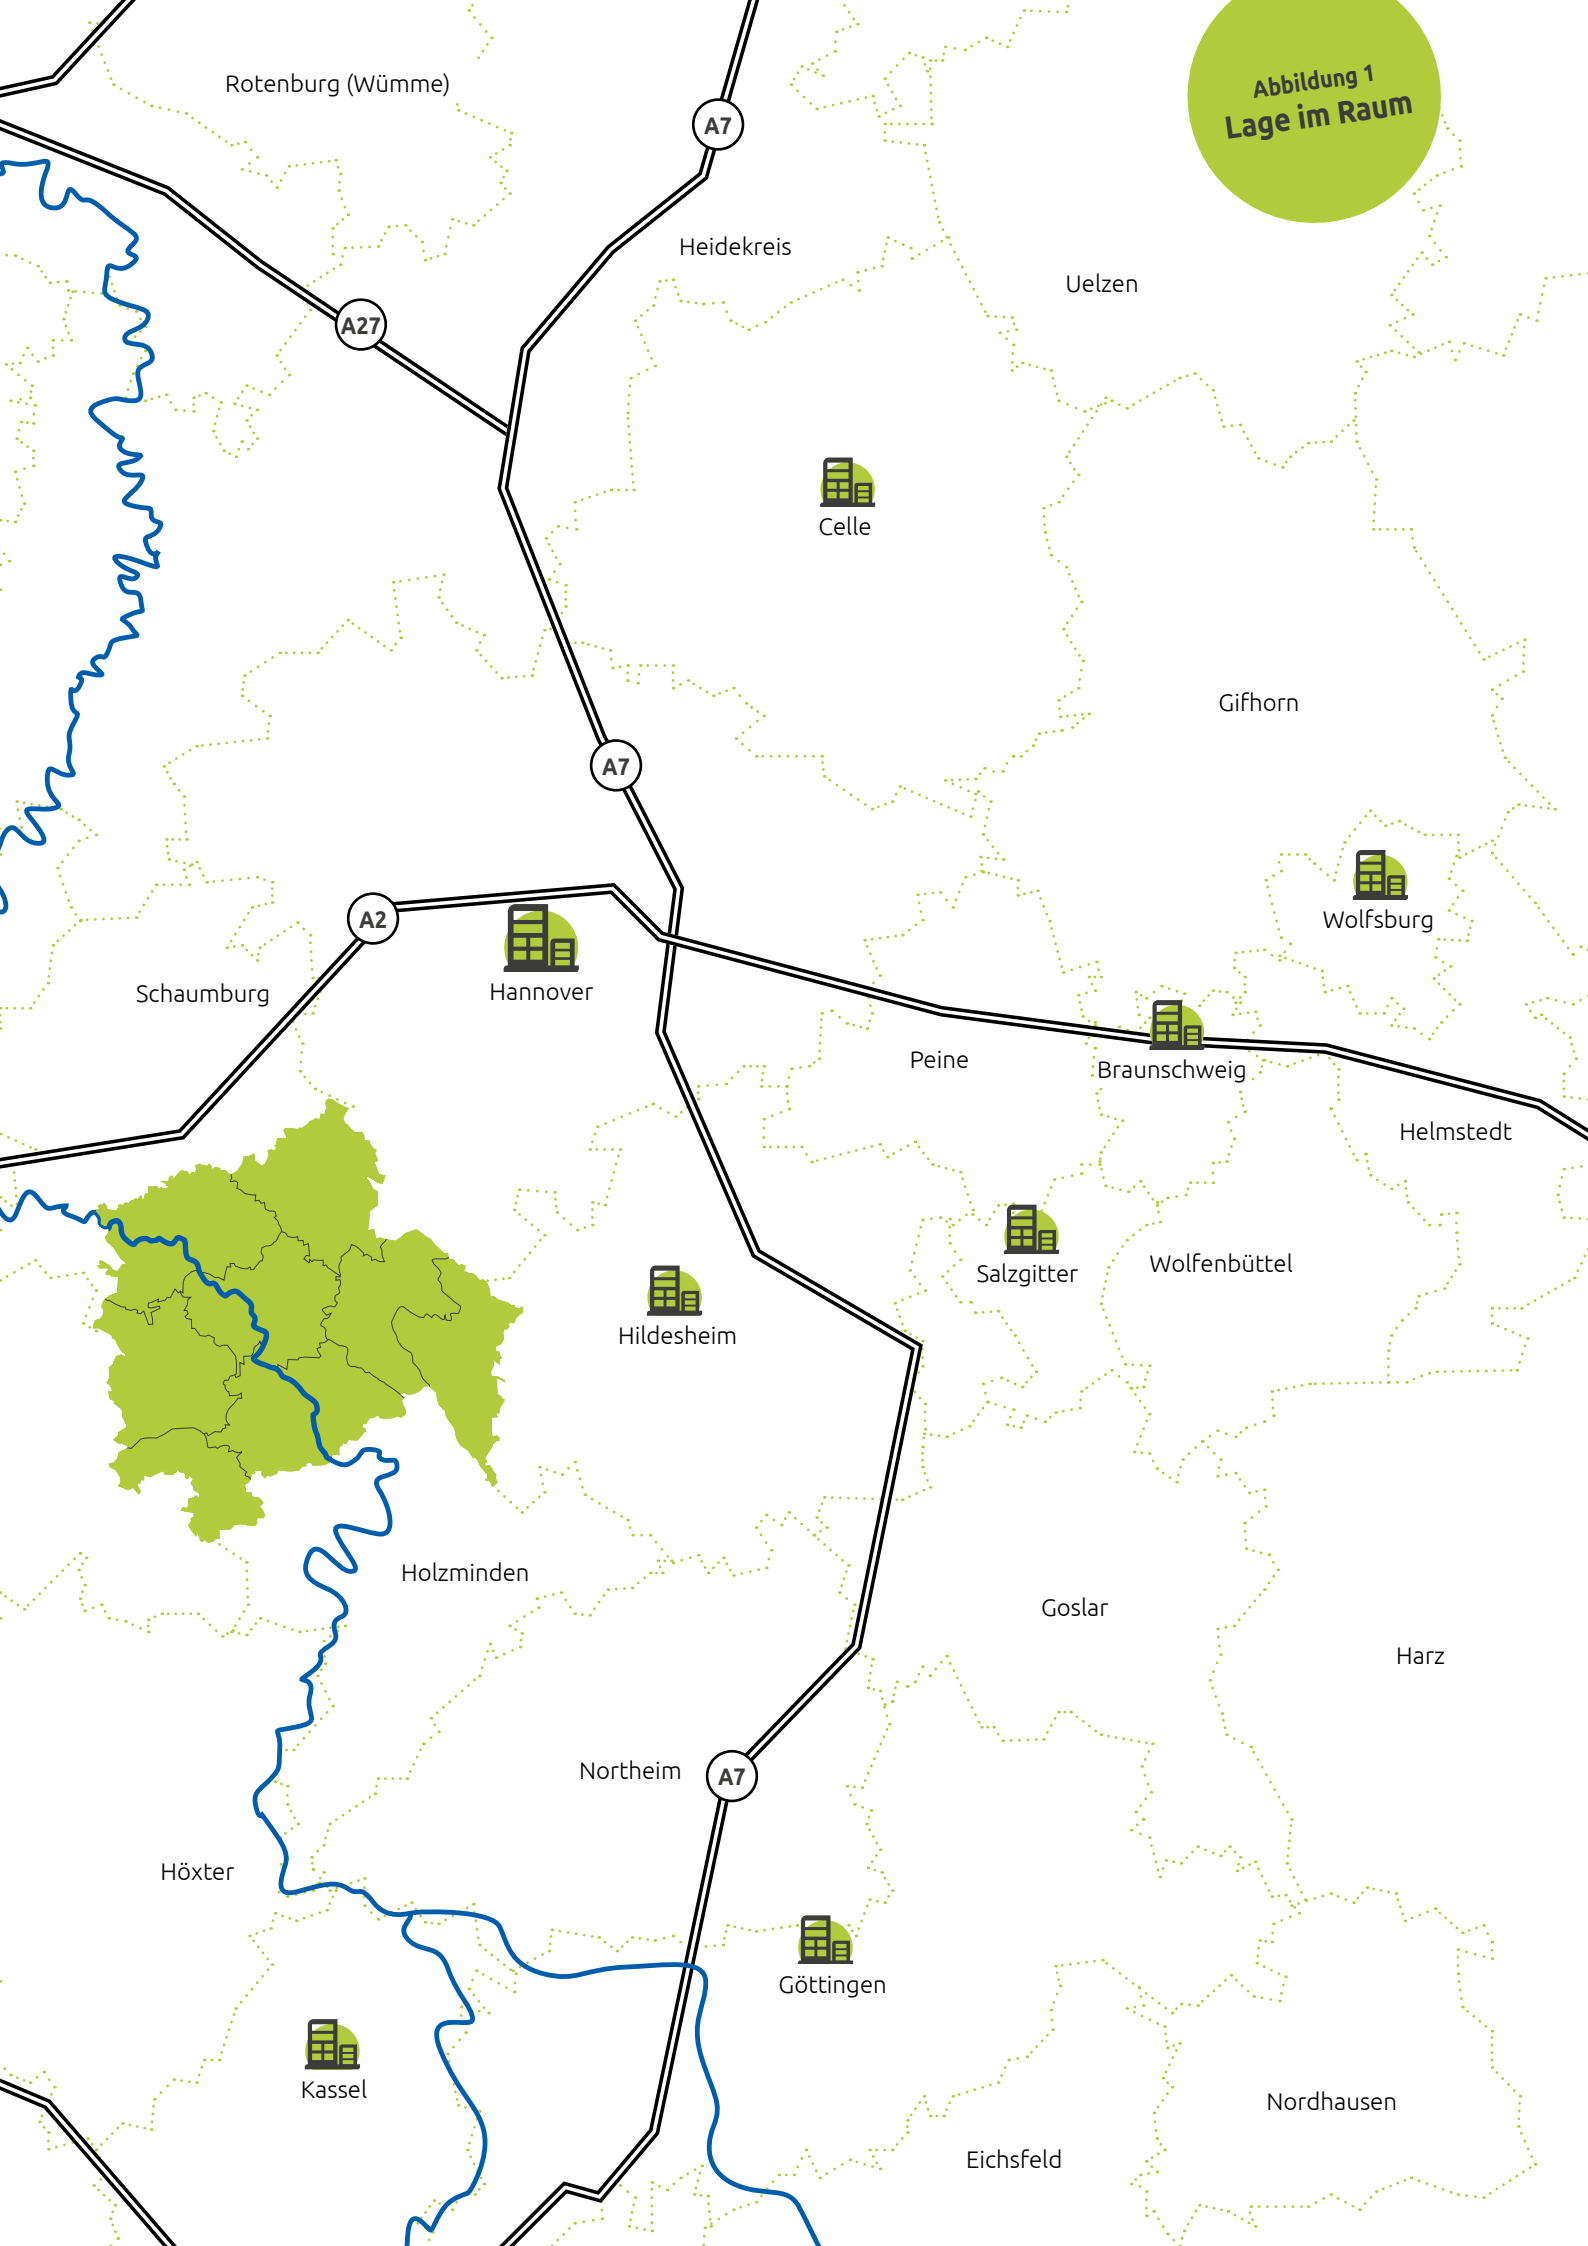 Abbildung 1
Lage im Raum
Rotenburg (Wümme)
A7
Heidekreis
Uelzen
A27
Celle
Gifhorn
A7
Wolfsburg
A2
Hannover
Schaumburg
Peine
Braunschweig
Helmstedt
Salzgitter
Wolfenbüttel
Hildesheim
Holzminden
Goslar
Harz
Northeim
A7
Höxter
Göttingen
Kassel
Nordhausen
Eichsfeld